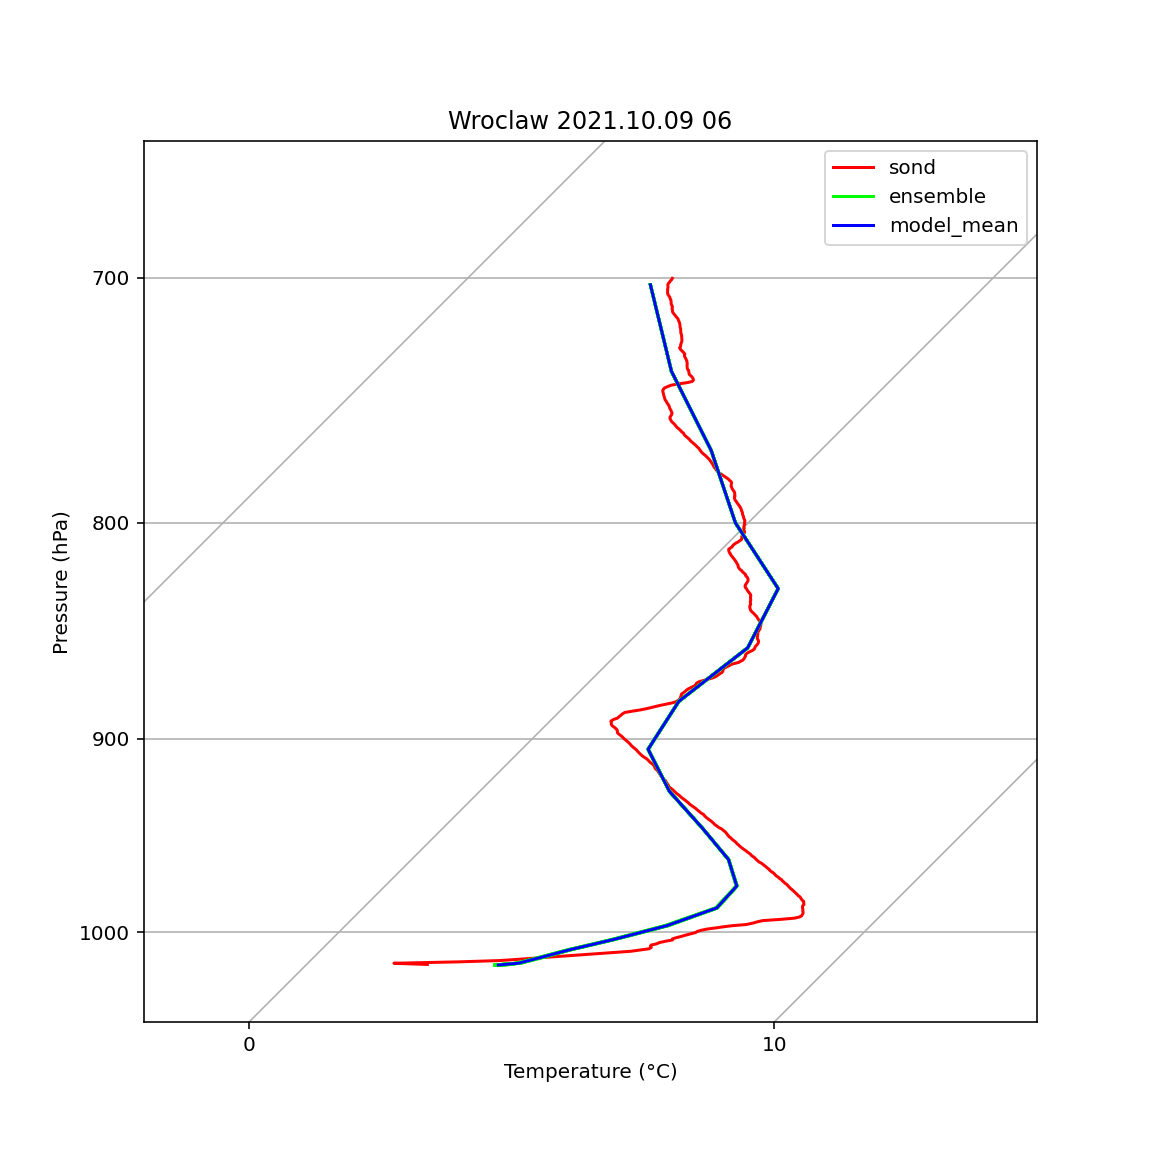 Wroclaw 2021.10.09 06
sond
ensemble
model_mean
700
800
900
1000
Pressure (hPa)
0
10
Temperature (°C)